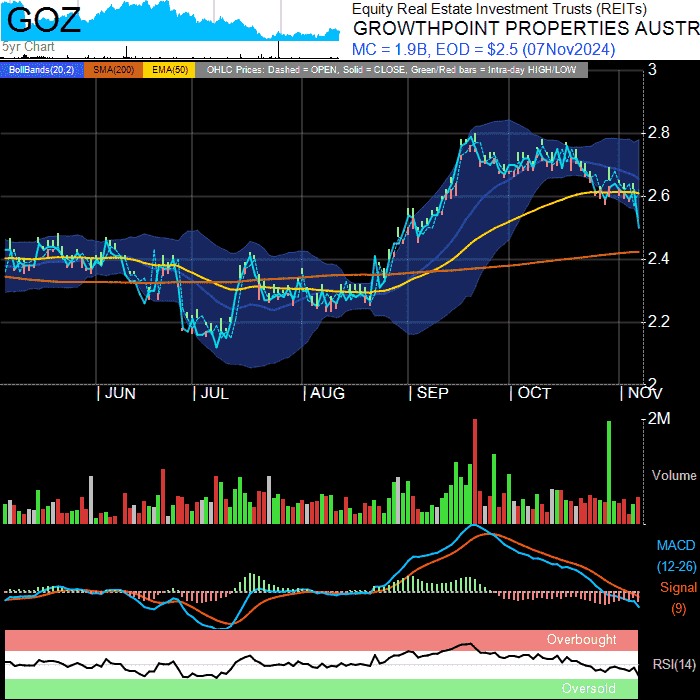 GOZ
5yr Chart
Equity Real Estate Investment Trusts (REITs)
GROWTHPOINT PROPERTIES AUSTR
MC = 1.9B, EOD = $2.5 (07Nov2024)
BollBands(20,2) SMA(200) EMA(50) OHLC Prices: Dashed = OPEN, Solid = CLOSE, Green/Red bars = Intra-day HIGH/LOW
3
2.8
2.6
2.4
2.2
2
JUN JUL AUG SEP OCT NOV
2M
Volume
MACD
(12-26)
Signal
(9)
Overbought
RSI(14)
Oversold